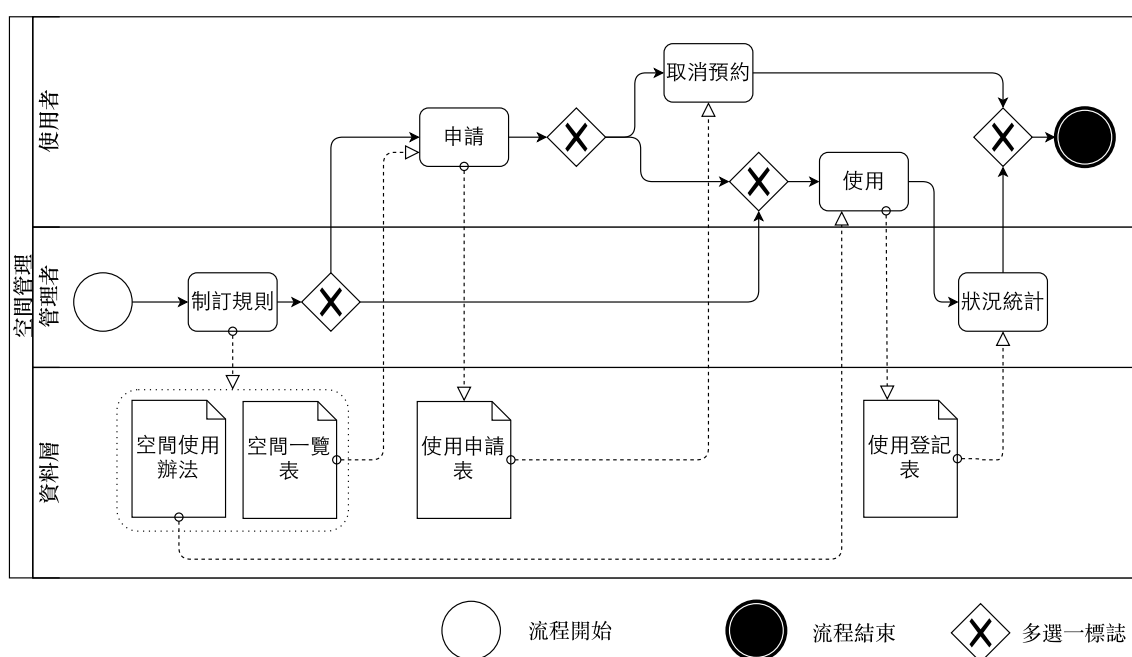 空間管理
使用者
取消預約
申請
使用
管理者
制訂規則
狀況統計
資料層
空間使用
辦法
空間一覽
表
使用申請
表
使用登記
表
流程開始
流程結束
多選一標誌